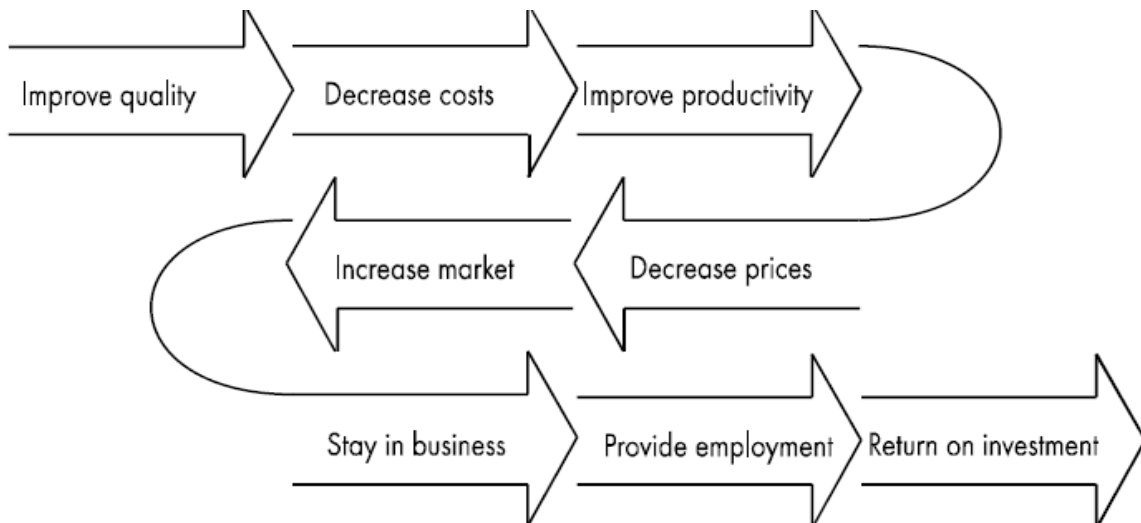 Improve quality
Decrease costs
Improve productivity
Decrease prices
Increase market
Stay in business
Provide employment
Return on investment